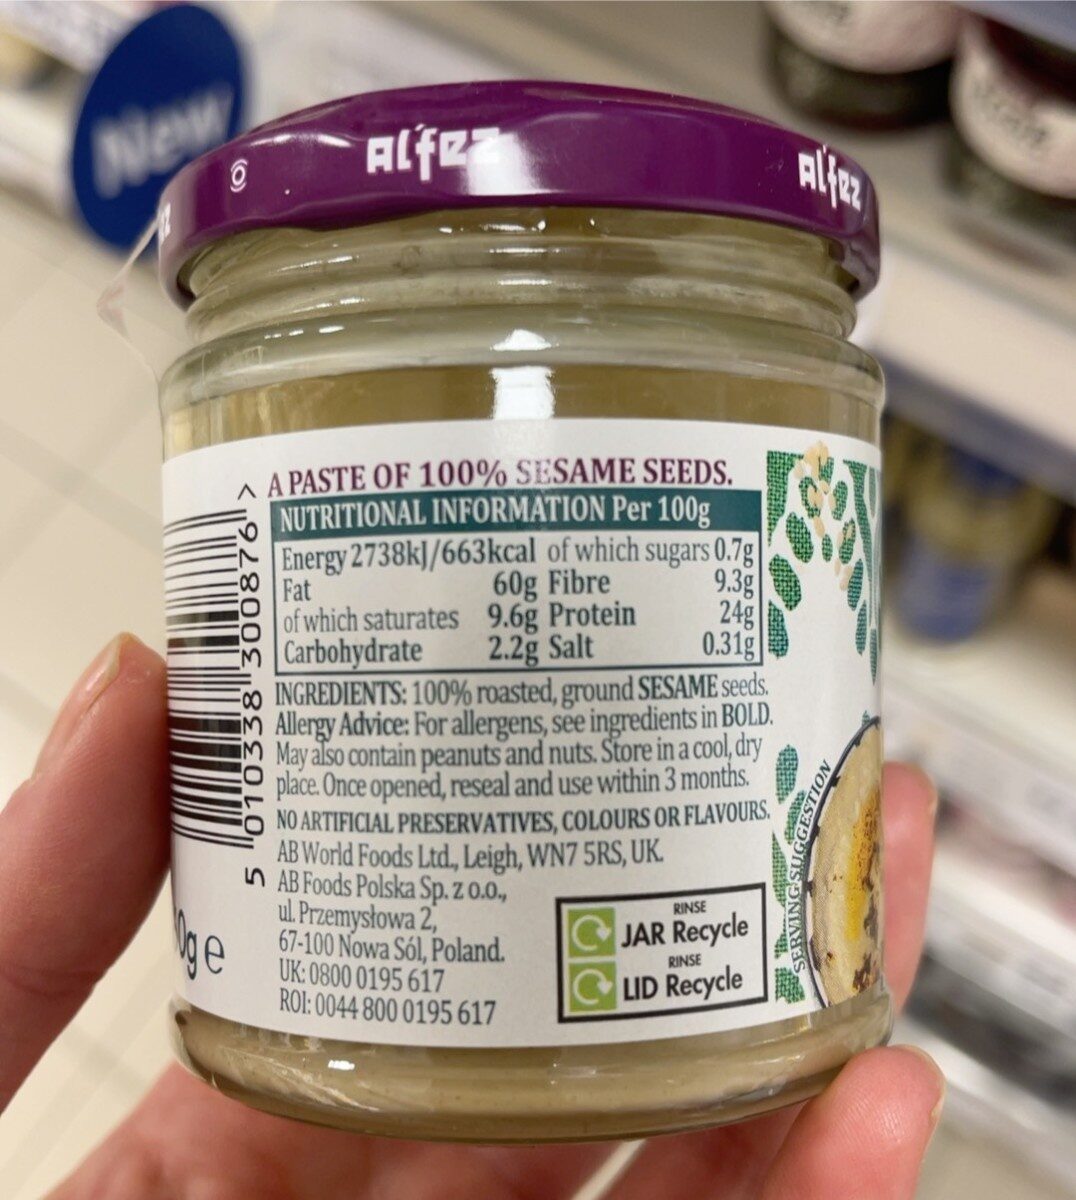 New
Al'fez
Al'fez
A PASTE OF 100% SESAME SEEDS.
NUTRITIONAL INFORMATION Per 100g
Energy 2738kJ/663kcal of which sugars 0.7g
Fat 60g Fibre 9.3g
of which saturates 9.6g Protein 24g
Carbohydrate 2.2g Salt 0.31g
INGREDIENTS: 100% roasted, ground SESAME seeds.
Allergy Advice: For allergens, see ingredients in BOLD.
May also contain peanuts and nuts. Store in a cool, dry
place. Once opened, reseal and use within 3 months.
NO ARTIFICIAL PRESERVATIVES, COLOURS OR FLAVOURS.
AB World Foods Ltd., Leigh, WN7 5RS, UK.
AB Foods Polska Sp. z o.o.,
ul. Przemysłowa 2,
67-100 Nowa Sól, Poland.
UK: 0800 0195 617
ROI: 0044 800 0195 617
RINSE
JAR Recycle
RINSE
LID Recycle
SERVING SUGGESTION
5 010338 300876 >
0g e